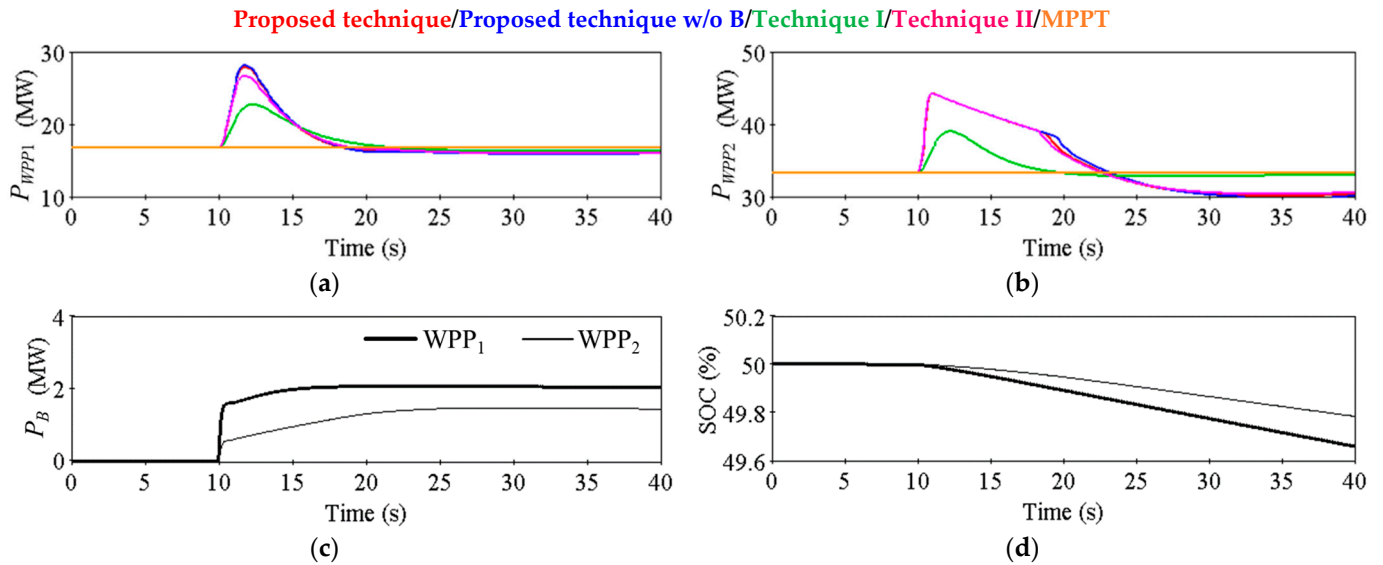 Proposed technique/Proposed technique w/o B/Technique I/Technique II/MPPT
30
20
10
P_WPP1 (MW)
0 5 10 15 20 25 30 35 40
Time (s)
(a)
50
40
30
P_WPP2 (MW)
0 5 10 15 20 25 30 35 40
Time (s)
(b)
4
2
0
P_B (MW)
WPP1 WPP2
0 5 10 15 20 25 30 35 40
Time (s)
(c)
50.2
50
49.8
49.6
SOC (%)
0 5 10 15 20 25 30 35 40
Time (s)
(d)